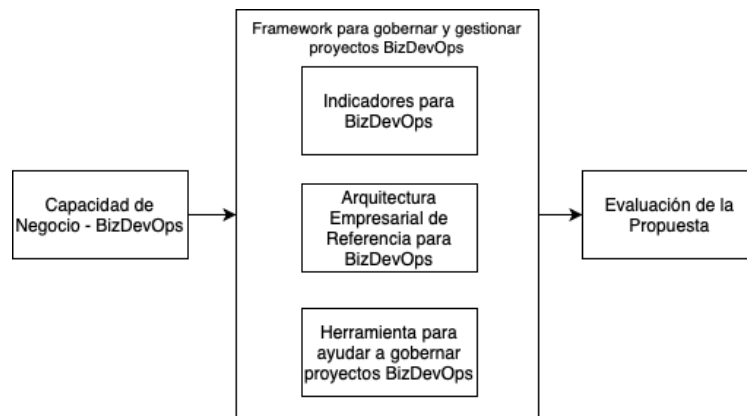 Framework para gobernar y gestionar
proyectos BizDevOps
Indicadores para
BizDevOps
Capacidad de
Negocio - BizDevOps
Arquitectura
Empresarial de
Referencia para
BizDevOps
Evaluación de la
Propuesta
Herramienta para
ayudar a gobernar
proyectos BizDevOps